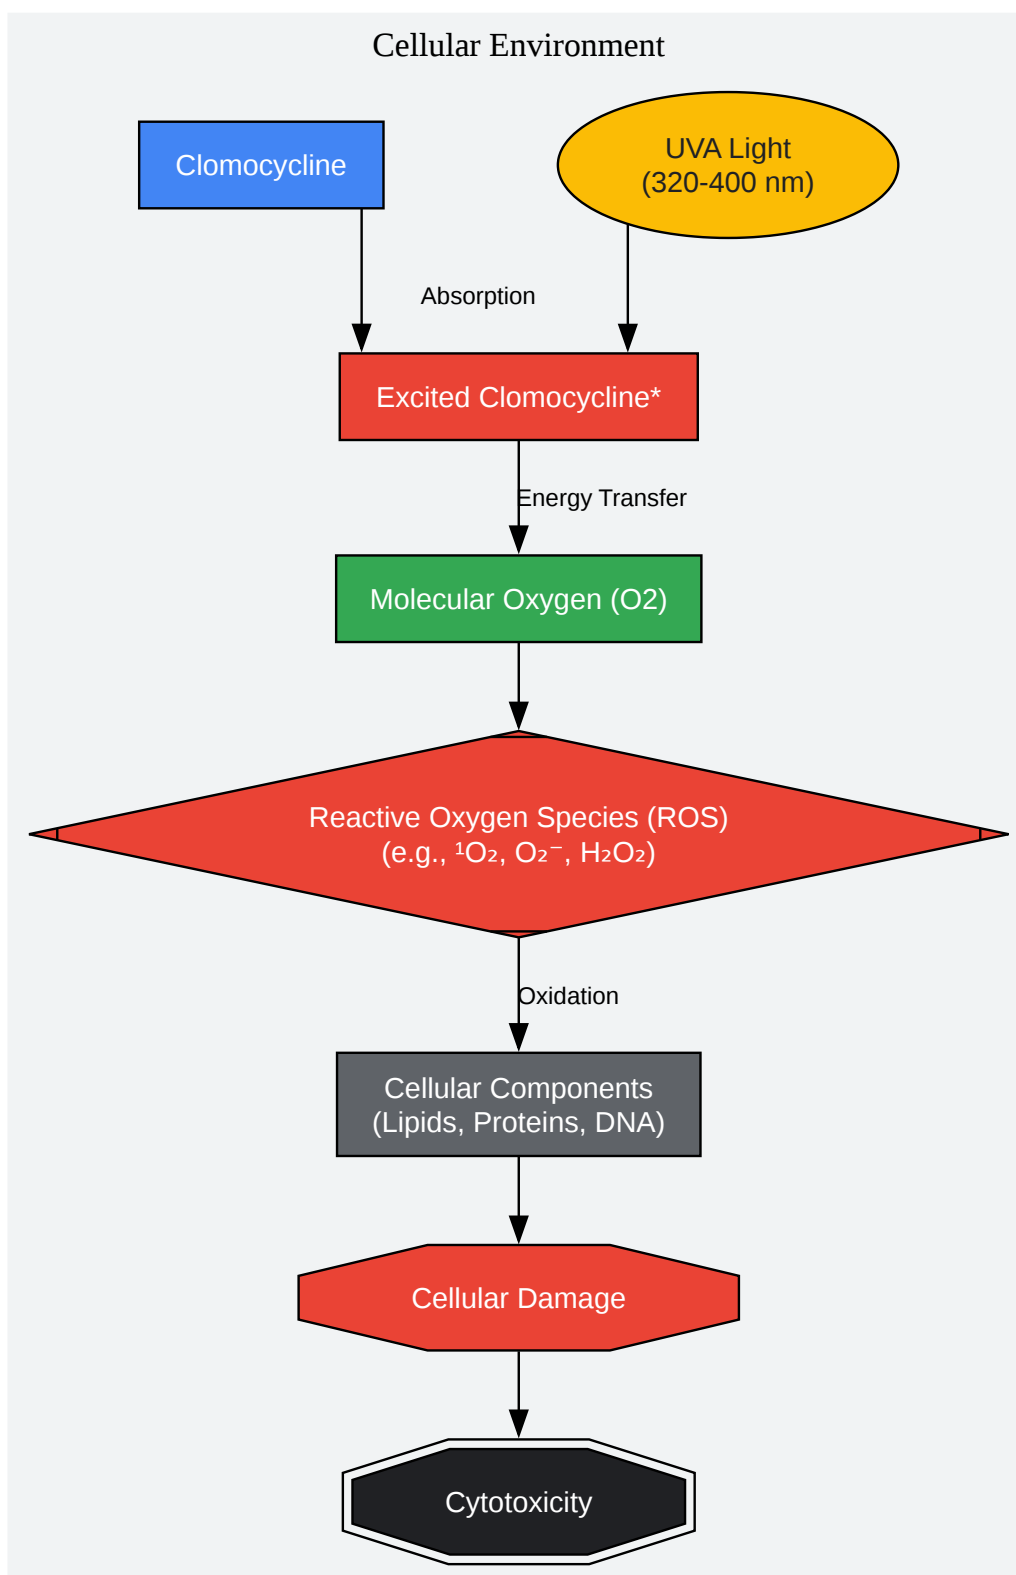 Cellular Environment
Clomocycline
UVA Light
(320-400 nm)
Absorption
Excited Clomocycline*
Energy Transfer
Molecular Oxygen (O2)
Reactive Oxygen Species (ROS)
(e.g., ¹O₂, O₂⁻, H₂O₂)
Oxidation
Cellular Components
(Lipids, Proteins, DNA)
Cellular Damage
Cytotoxicity